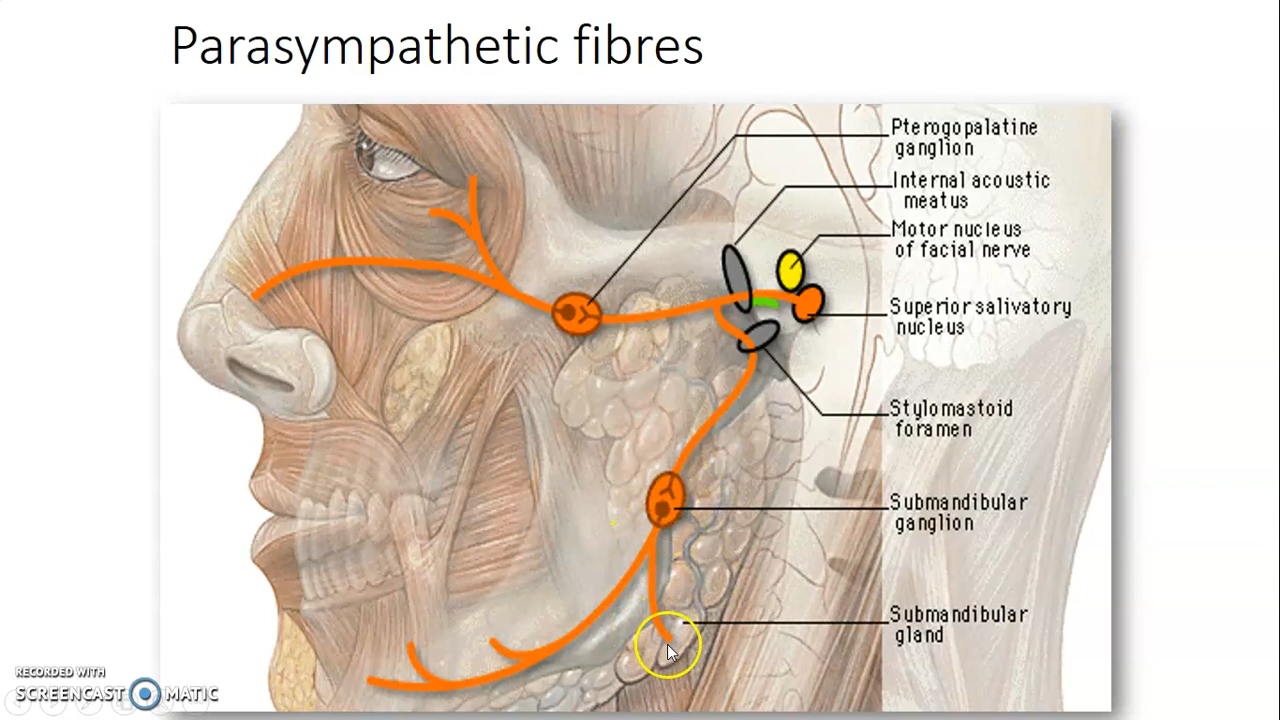 Parasympathetic fibres
Pterogopalatine
ganglion
Internal acoustic
meatus
Motor nucleus
of facial nerve
Superior salivatory
nucleus
Stylomastoid
foramen
Submandibular
ganglion
Submandibular
gland
RECORDED WITH
SCREENCAST MATIC